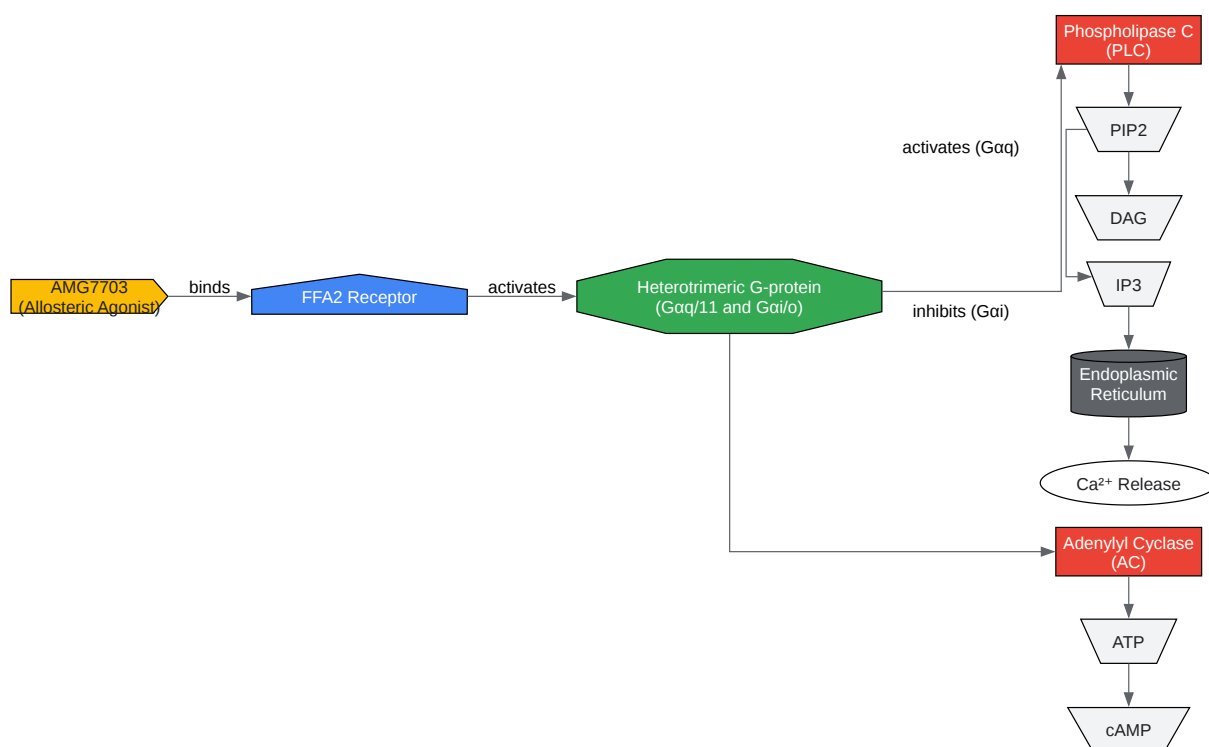 Phospholipase C
(PLC)
PIP2
activates (Gαq)
DAG
AMG7703
(Allosteric Agonist)
binds
FFA2 Receptor
activates
Heterotrimeric G-protein
(Gαq/11 and Gαi/o)
inhibits (Gαi)
IP3
Endoplasmic
Reticulum
Ca²⁺ Release
Adenylyl Cyclase
(AC)
ATP
cAMP